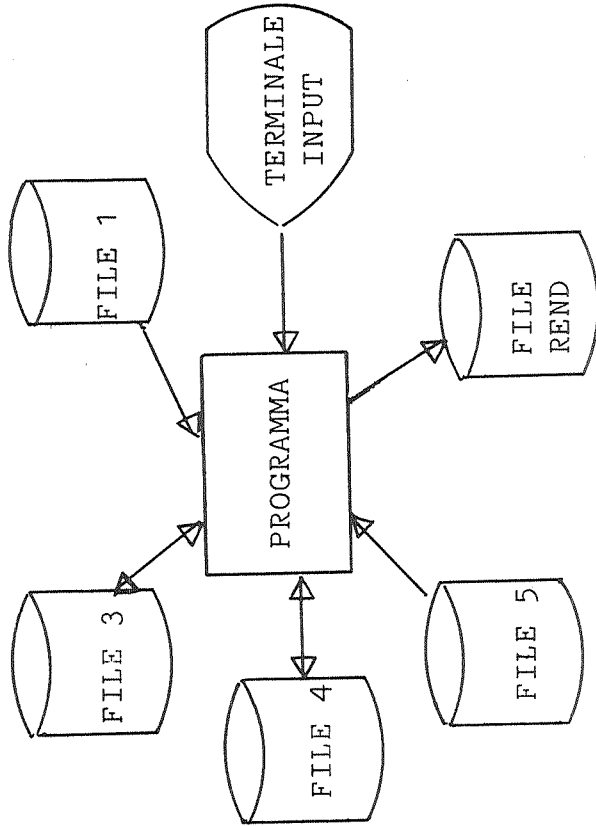 FILE 3
FILE 1
FILE 4
PROGRAMMA
TERMINALE
INPUT
FILE 5
FILE
REND